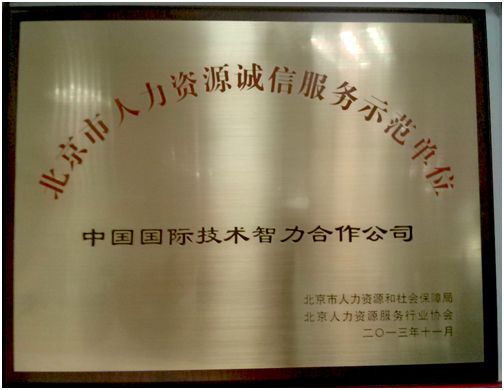 北京市人力资源诚信服务示范单位
中国国际技术智力合作公司
北京市人力资源和社会保障局
北京人力资源服务行业协会
二〇一三年十一月